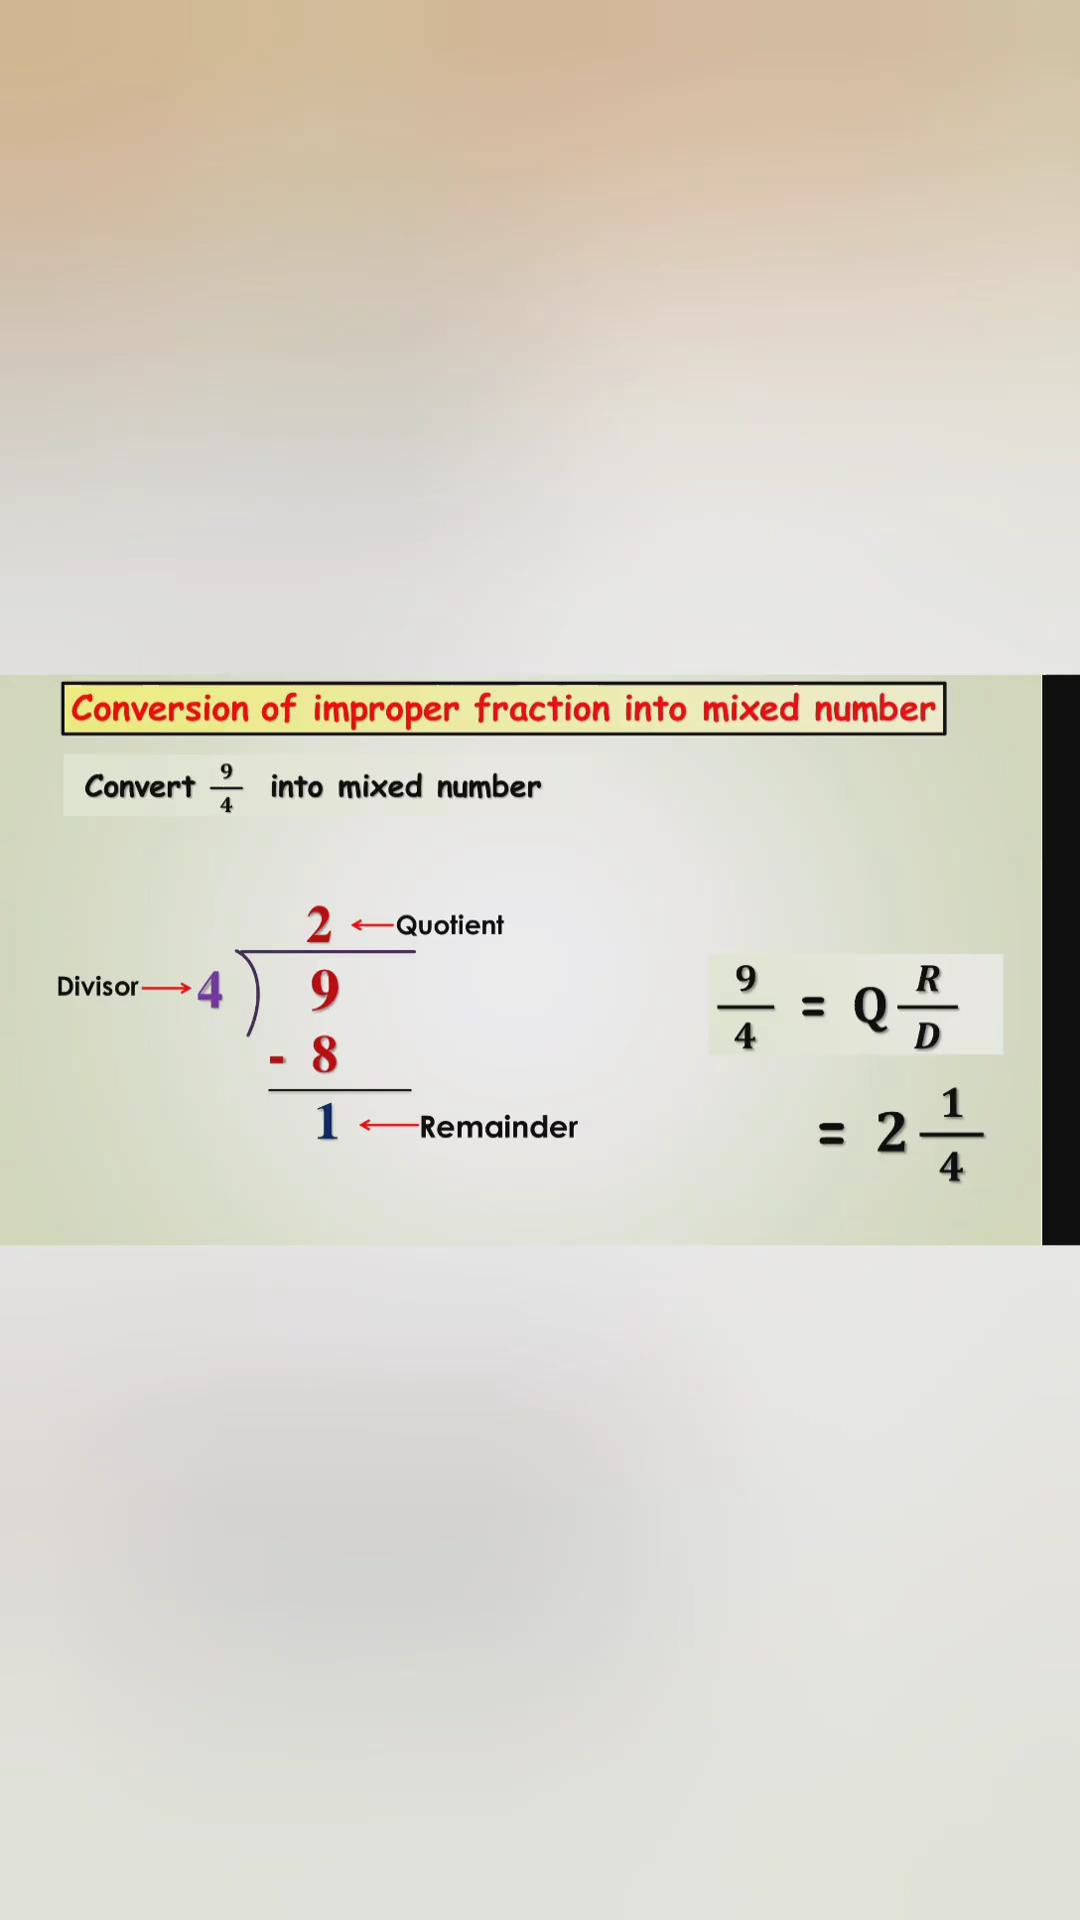 Conversion of improper fraction into mixed number
Convert 9/4 into mixed number
2 ← Quotient
Divisor → 4 ) 9
- 8
1 ← Remainder
9/4 = Q R/D
= 2 1/4